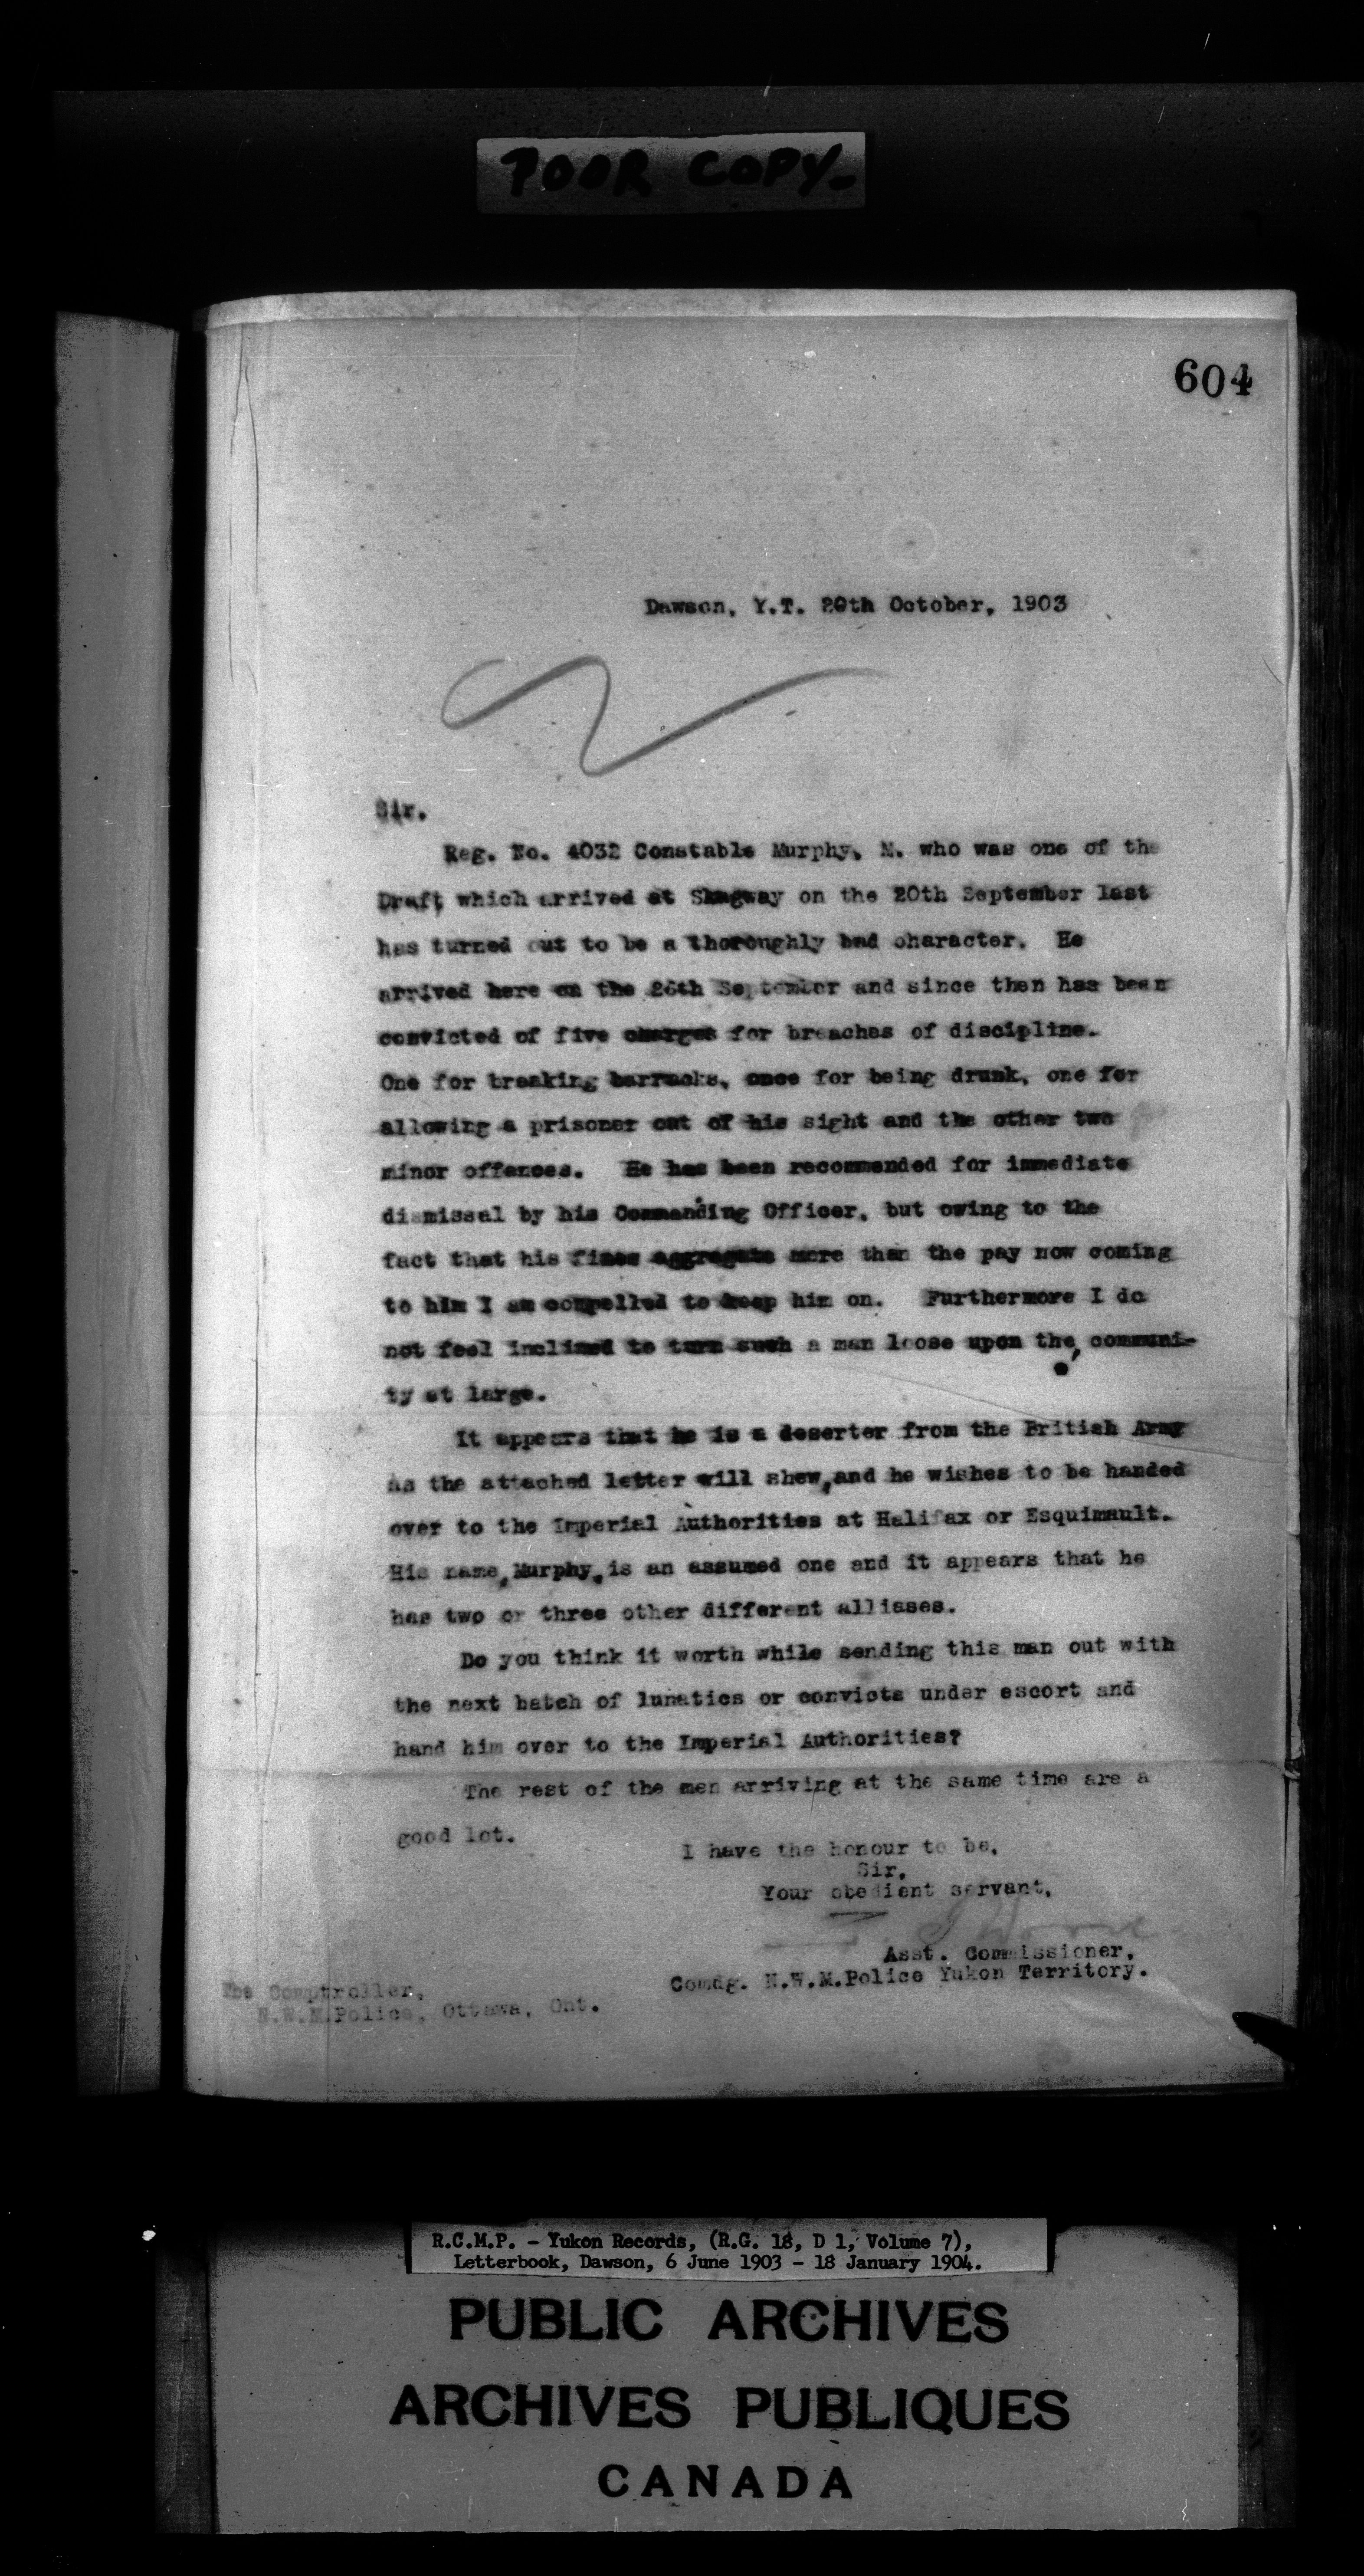 POOR COPY-
604
Dawson, Y.T. 20th October, 1903
Sir.
Reg. No. 4032 Constable Murphy, M. who was one of the
Draft which arrived at Skagway on the 20th September last
has turned out to be a thoroughly bad character. He
arrived here on the 26th September and since then has been
convicted of five charges for breaches of discipline.
One for breaking barracks, once for being drunk, one for
allowing a prisoner out of his sight and the other two
minor offences. He has been recommended for immediate
dismissal by his Commanding Officer, but owing to the
fact that his fines aggregate more than the pay now coming
to him I am compelled to keep him on. Furthermore I do
not feel inclined to turn such a man loose upon the, communi-
ty at large.
It appears that he is a deserter from the British Army
as the attached letter will shew, and he wishes to be handed
over to the Imperial Authorities at Halifax or Esquimault.
His name, Murphy, is an assumed one and it appears that he
has two or three other different alliases.
Do you think it worth while sending this man out with
the next batch of lunatics or convicts under escort and
hand him over to the Imperial Authorities?
The rest of the men arriving at the same time are a
good lot.
I have the honour to be,
Sir,
Your obedient servant,
Asst. Commissioner,
Comdg. N.W.M.Police Yukon Territory.
The Comptroller,
N.W.M.Police, Ottawa, Ont.
R.C.M.P. - Yukon Records, (R.G. 18, D 1, Volume 7),
Letterbook, Dawson, 6 June 1903 - 18 January 1904.
PUBLIC ARCHIVES
ARCHIVES PUBLIQUES
CANADA